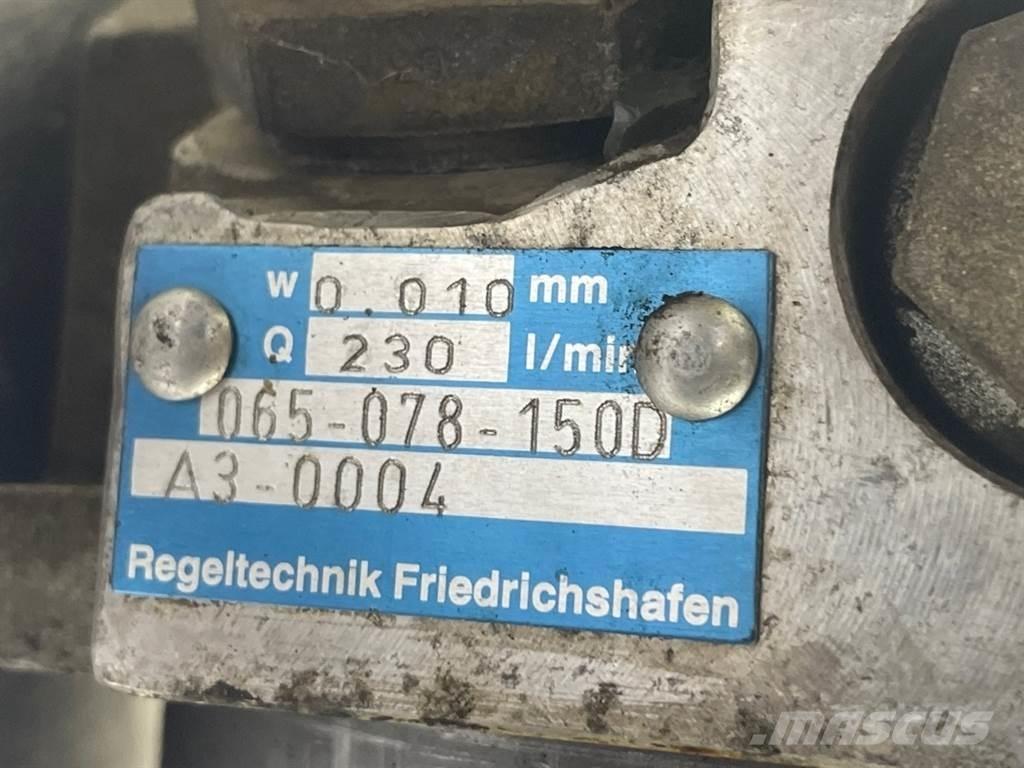 w 0.010 mm
Q 230 l/min
065-078-150D
A3-0004
Regeltechnik Friedrichshafen
MASCUS